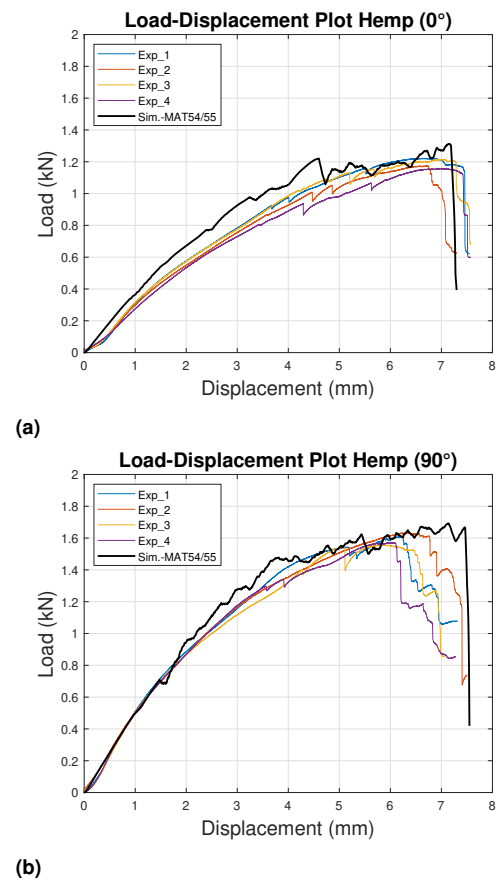 Load-Displacement Plot Hemp (0°)
2
1.8
1.6
1.4
1.2
1
0.8
0.6
0.4
0.2
0
Load (kN)
Exp_1
Exp_2
Exp_3
Exp_4
Sim.-MAT54/55
0 1 2 3 4 5 6 7 8
Displacement (mm)
(a)
Load-Displacement Plot Hemp (90°)
2
1.8
1.6
1.4
1.2
1
0.8
0.6
0.4
0.2
0
Load (kN)
Exp_1
Exp_2
Exp_3
Exp_4
Sim.-MAT54/55
0 1 2 3 4 5 6 7 8
Displacement (mm)
(b)